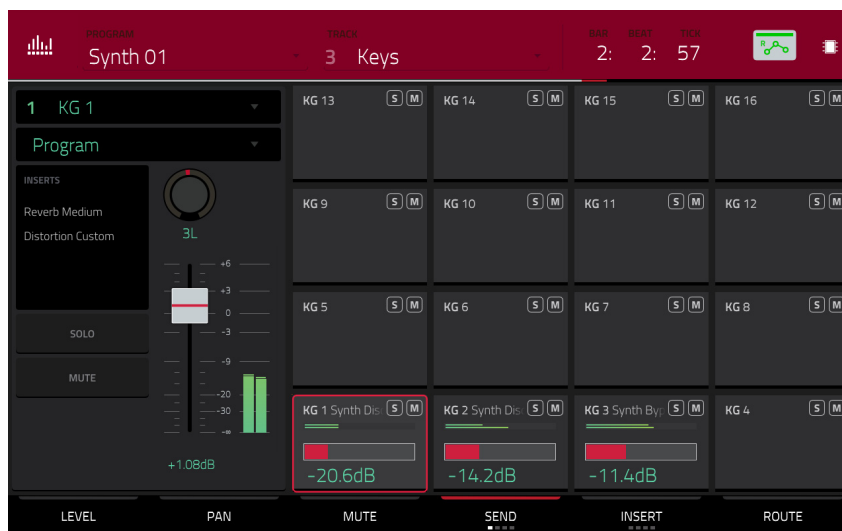 PROGRAM
Synth 01
TRACK
3 Keys
BAR BEAT TICK
2: 2: 57
R
1 KG 1
Program
INSERTS
Reverb Medium
Distortion Custom
3L
+6
+3
0
-3
-9
-20
-30
-∞
SOLO
MUTE
+1.08dB
KG 13 S M
KG 14 S M
KG 15 S M
KG 16 S M
KG 9 S M
KG 10 S M
KG 11 S M
KG 12 S M
KG 5 S M
KG 6 S M
KG 7 S M
KG 8 S M
KG 1 Synth Dis S M
-20.6dB
KG 2 Synth Dis S M
-14.2dB
KG 3 Synth Byp S M
-11.4dB
KG 4 S M
LEVEL
PAN
MUTE
SEND
INSERT
ROUTE